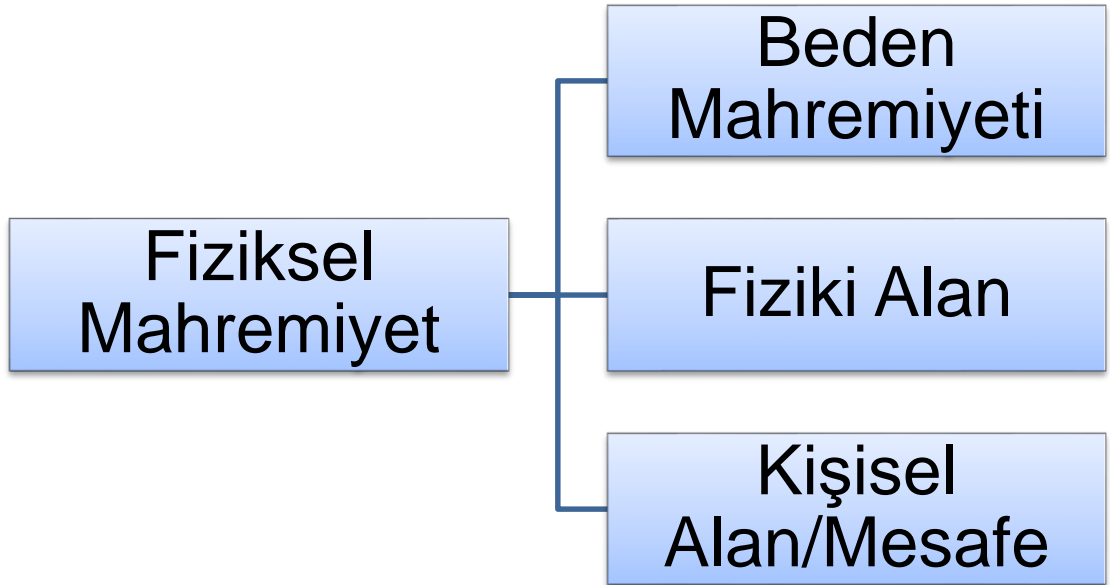 Beden
Mahremiyeti
Fiziksel
Mahremiyet
Fiziki Alan
Kişisel
Alan/Mesafe